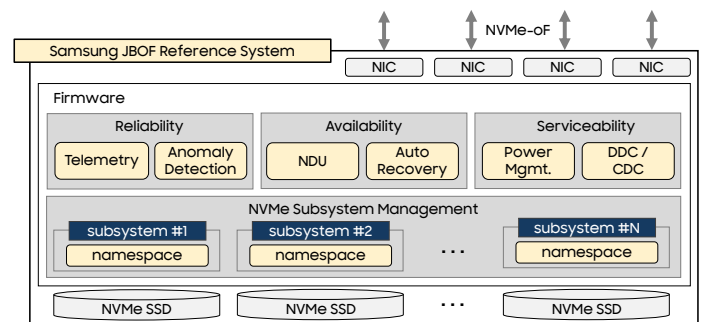 NVMe-oF
Samsung JBOF Reference System
NIC NIC NIC NIC
Firmware
Reliability Availability Serviceability
Telemetry Anomaly Detection NDU Auto Recovery Power Mgmt. DDC / CDC
NVMe Subsystem Management
subsystem #1 subsystem #2 subsystem #N
namespace namespace ... namespace
NVMe SSD NVMe SSD ... NVMe SSD